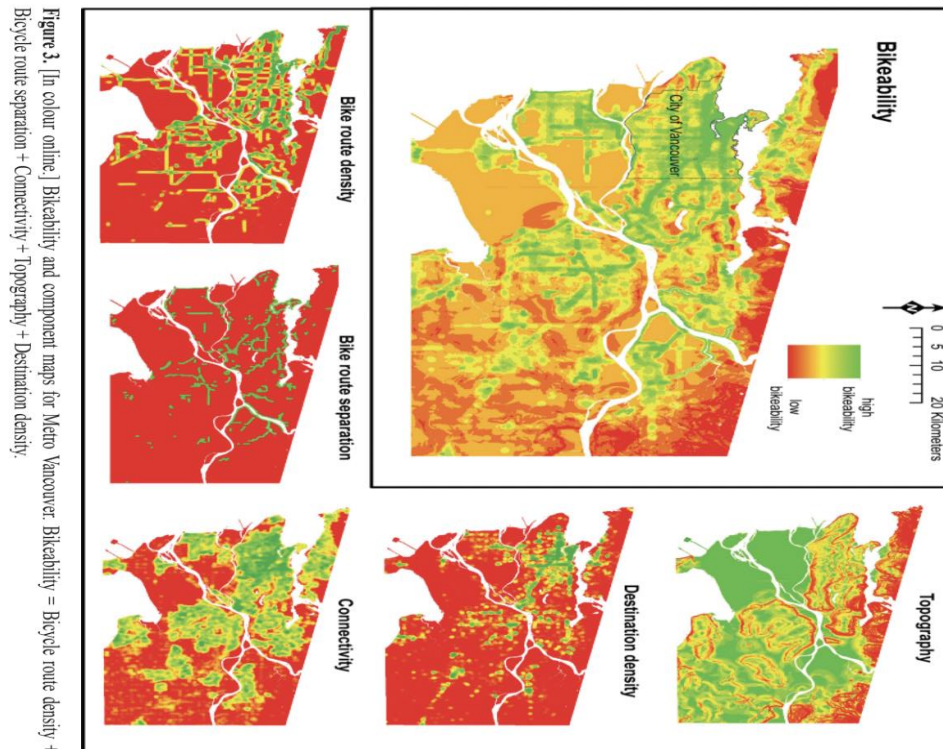 Bikeability
City of Vancouver
N
0 5 10 20 Kilometers
high
bikeability
low
bikeability
Topography
Destination density
Connectivity
Bike route separation
Bike route density
Figure 3. [In colour online.] Bikeability and component maps for Metro Vancouver. Bikeability = Bicycle route density +
Bicycle route separation + Connectivity + Topography + Destination density.